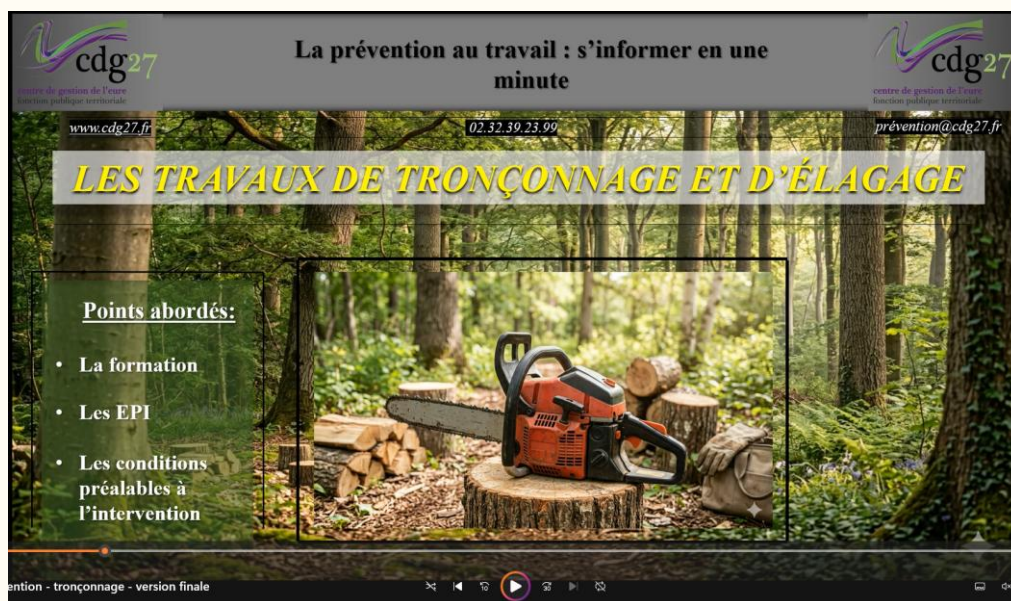 cdg27
centre de gestion de l'eure
fonction publique territoriale
La prévention au travail : s'informer en une
minute
cdg27
centre de gestion de l'eure
fonction publique territoriale
www.cdg27.fr
02.32.39.23.99
prévention@cdg27.fr
LES TRAVAUX DE TRONÇONNAGE ET D'ÉLAGAGE
Points abordés:
• La formation
• Les EPI
• Les conditions
préalables à
l'intervention
ention - tronçonnage - version finale
10
30